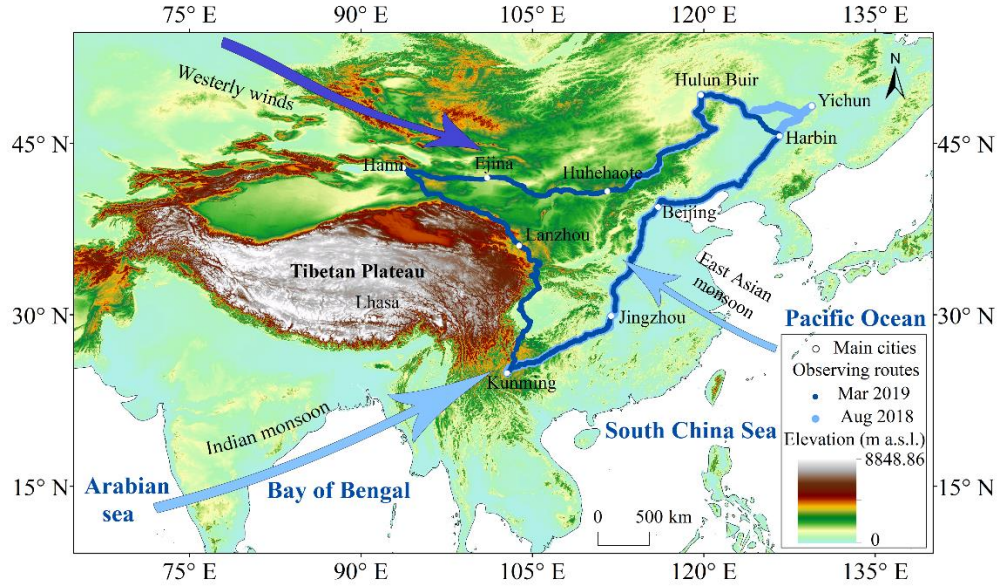 75° E 90° E 105° E 120° E 135° E
N
Westerly winds
Hulun Buir
Yichun
45° N 45° N
Harbin
Hami
Ejina
Huhehaote
Beijing
Lanzhou
Tibetan Plateau
Lhasa
East Asian
monsoon
30° N 30° N
Jingzhou
Pacific Ocean
Kunming
Main cities
Observing routes
Mar 2019
Aug 2018
Elevation (m a.s.l.)
8848.86
0
Indian monsoon
South China Sea
Arabian
sea
Bay of Bengal
15° N 15° N
0 500 km
75° E 90° E 105° E 120° E 135° E